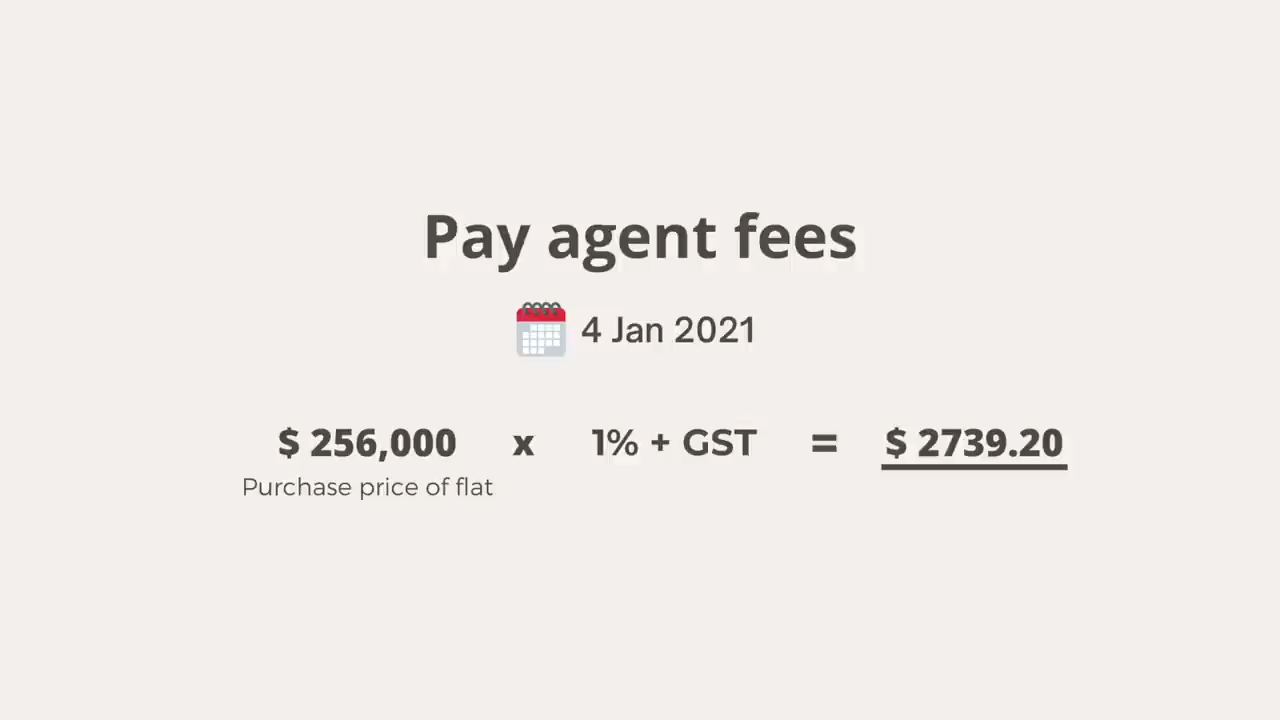 Pay agent fees
4 Jan 2021
$ 256,000 x 1% + GST = $ 2739.20
Purchase price of flat